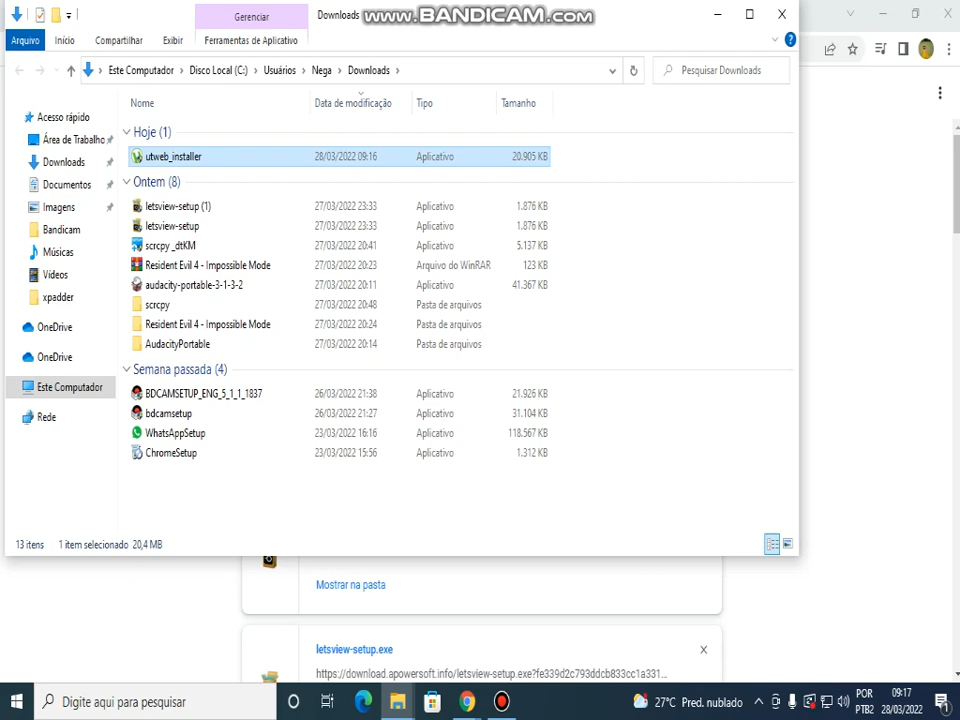 Gerenciar
Downloads
www.BANDICAM.com
Arquivo
Início
Compartilhar
Exibir
Ferramentas de Aplicativo
Este Computador
Disco Local (C:)
Usuários
Nega
Downloads
Pesquisar Downloads
Nome
Data de modificação
Tipo
Tamanho
Acesso rápido
Área de Trabalho
Downloads
Documentos
Imagens
Bandicam
Músicas
Vídeos
xpadder
OneDrive
OneDrive
Este Computador
Rede
Hoje (1)
utweb_installer 28/03/2022 09:16 Aplicativo 20.905 KB
Ontem (8)
letsview-setup (1) 27/03/2022 23:33 Aplicativo 1.876 KB
letsview-setup 27/03/2022 23:33 Aplicativo 1.876 KB
scrcpy _dtKM 27/03/2022 20:41 Aplicativo 5.137 KB
Resident Evil 4 - Impossible Mode 27/03/2022 20:23 Arquivo do WinRAR 123 KB
audacity-portable-3-1-3-2 27/03/2022 20:11 Aplicativo 41.367 KB
scrcpy 27/03/2022 20:48 Pasta de arquivos
Resident Evil 4 - Impossible Mode 27/03/2022 20:24 Pasta de arquivos
AudacityPortable 27/03/2022 20:14 Pasta de arquivos
Semana passada (4)
BDCAMSETUP_ENG_5_1_1_1837 26/03/2022 21:38 Aplicativo 21.926 KB
bdcamsetup 26/03/2022 21:27 Aplicativo 31.104 KB
WhatsAppSetup 23/03/2022 16:16 Aplicativo 118.567 KB
ChromeSetup 23/03/2022 15:56 Aplicativo 1.312 KB
13 itens 1 item selecionado 20,4 MB
Mostrar na pasta
letsview-setup.exe
https://download.apowersoft.info/letsview-setup.exe?fe339d2c793ddcb833cc1a331...
Digite aqui para pesquisar
27°C Pred. nublado
POR
PTB2
09:17
28/03/2022
1